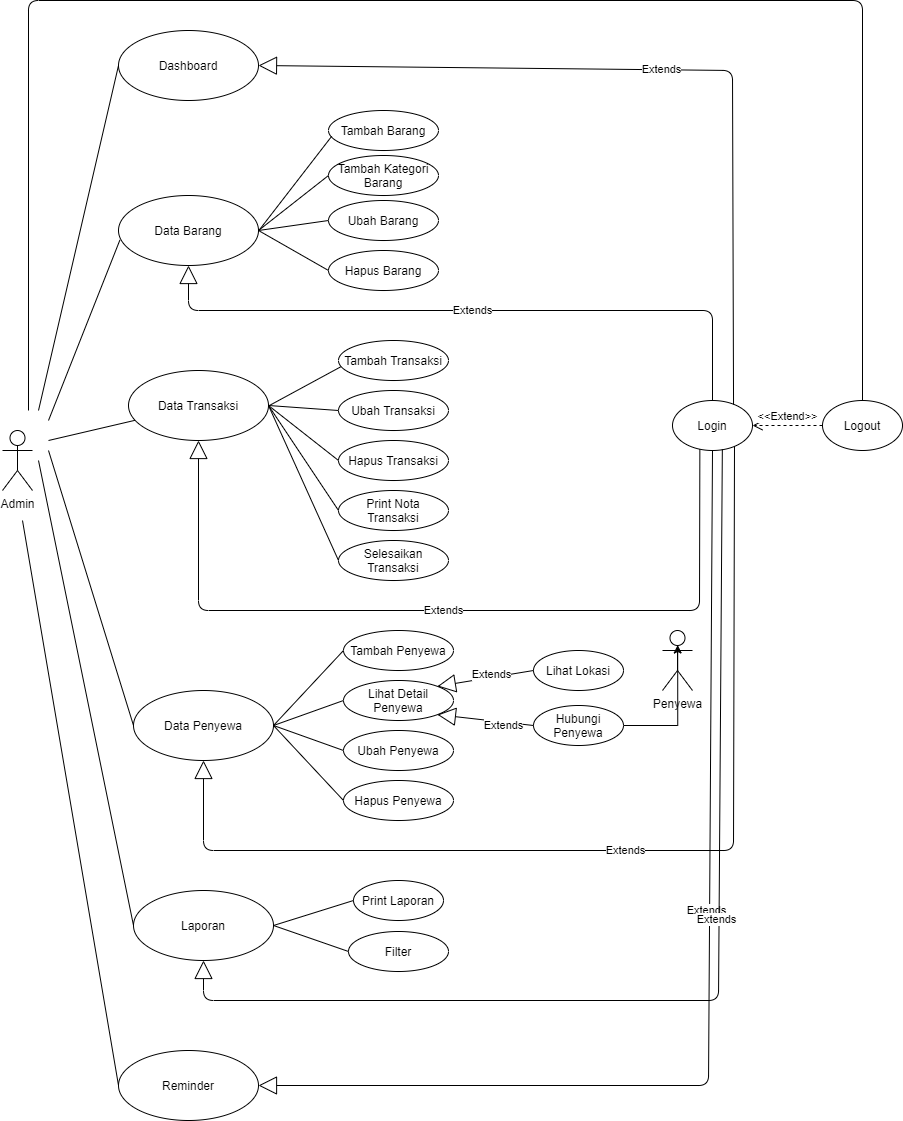 Dashboard
Extends
Tambah Barang
Tambah Kategori
Barang
Data Barang
Ubah Barang
Hapus Barang
Extends
Tambah Transaksi
Data Transaksi
Ubah Transaksi
Hapus Transaksi
Print Nota
Transaksi
Selesaikan
Transaksi
Login
<<Extend>>
Logout
Admin
Extends
Tambah Penyewa
Lihat Detail
Penyewa
Extends
Lihat Lokasi
Penyewa
Data Penyewa
Extends
Hubungi
Penyewa
Ubah Penyewa
Hapus Penyewa
Extends
Print Laporan
Extends
Extends
Laporan
Filter
Reminder